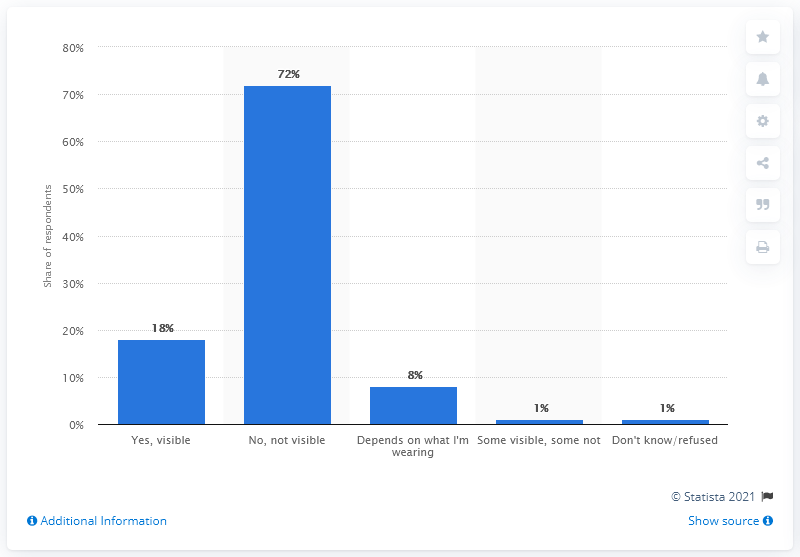 80%
70%
60%
50%
40%
30%
20%
10%
0%
Share of respondents
18%
72%
8%
1%
1%
Yes, visible
No, not visible
Depends on what I'm
wearing
Some visible, some not
Don't know/refused
© Statista 2021
Additional Information
Show source